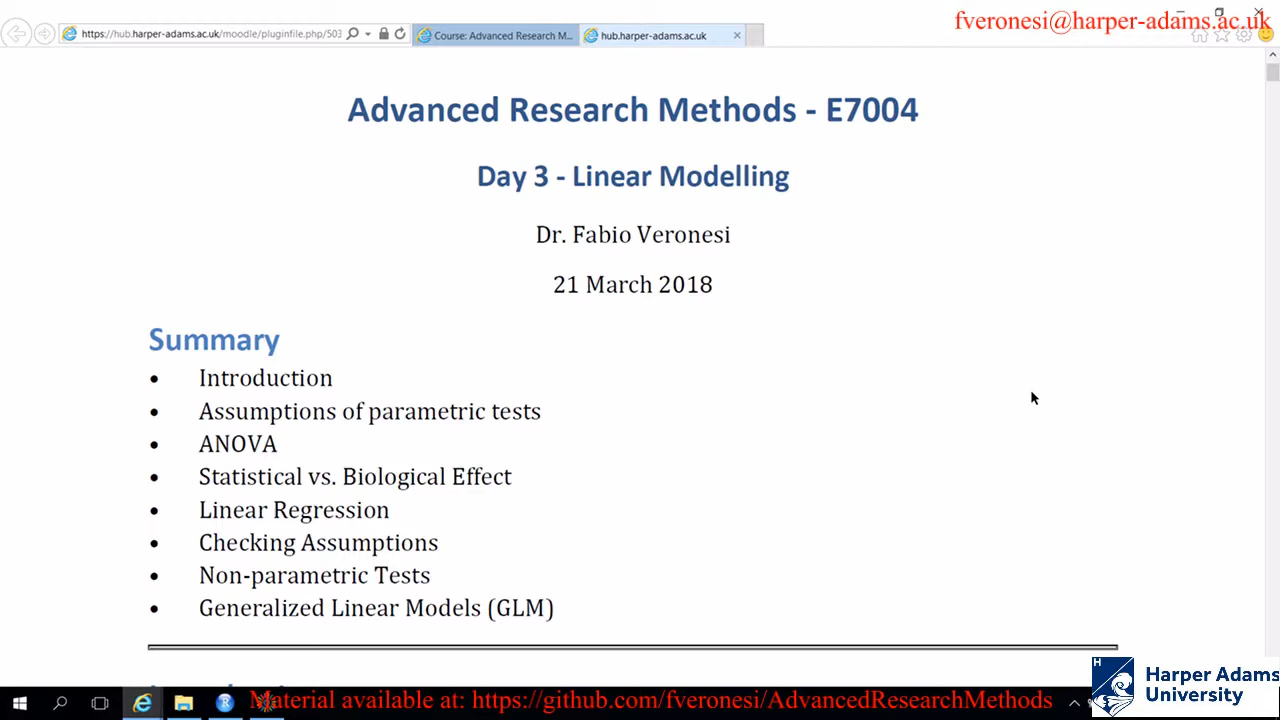 fveronesi@harper-adams.ac.uk
https://hub.harper-adams.ac.uk/moodle/pluginfile.php/503
Course: Advanced Research M...
hub.harper-adams.ac.uk
Advanced Research Methods - E7004
Day 3 - Linear Modelling
Dr. Fabio Veronesi
21 March 2018
Summary
• Introduction
• Assumptions of parametric tests
• ANOVA
• Statistical vs. Biological Effect
• Linear Regression
• Checking Assumptions
• Non-parametric Tests
• Generalized Linear Models (GLM)
H
Harper Adams
University
Material available at: https://github.com/fveronesi/AdvancedResearchMethods